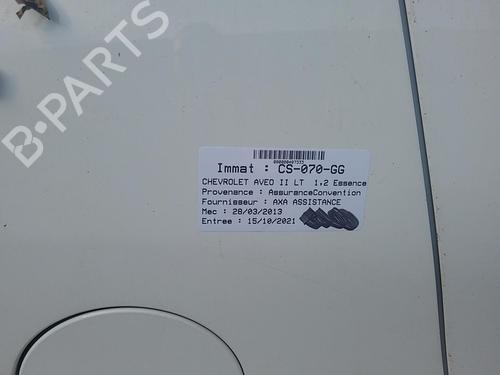 B-PARTS
090000497333
Immat : CS-070-GG
CHEVROLET AVEO II LT 1.2 Essence
Provenance : AssuranceConvention
Fournisseur : AXA ASSISTANCE
Mec : 28/03/2013
Entree : 15/10/2021